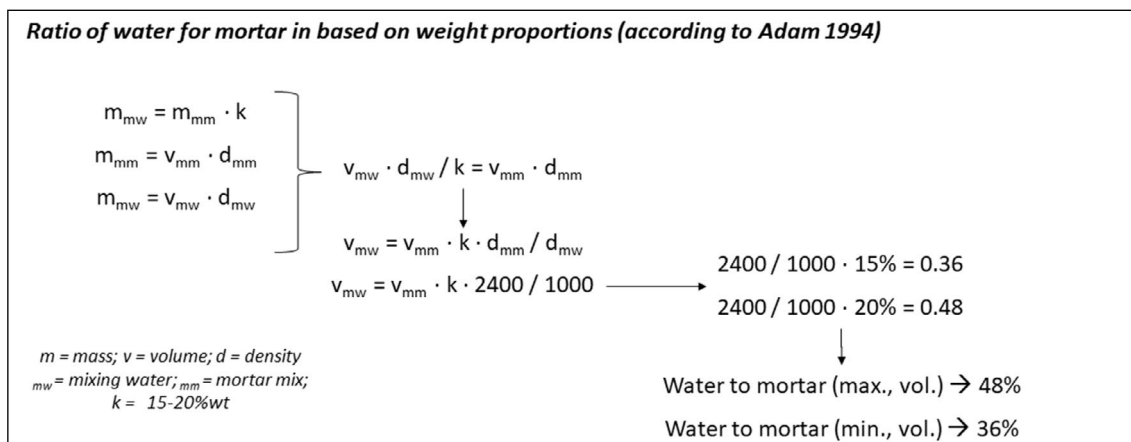 Ratio of water for mortar in based on weight proportions (according to Adam 1994)
m_mw = m_mm · k
m_mm = v_mm · d_mm
m_mw = v_mw · d_mw
v_mw · d_mw / k = v_mm · d_mm
v_mw = v_mm · k · d_mm / d_mw
v_mw = v_mm · k · 2400 / 1000
2400 / 1000 · 15% = 0.36
2400 / 1000 · 20% = 0.48
m = mass; v = volume; d = density
mw = mixing water; mm = mortar mix;
k = 15-20%wt
Water to mortar (max., vol.) → 48%
Water to mortar (min., vol.) → 36%